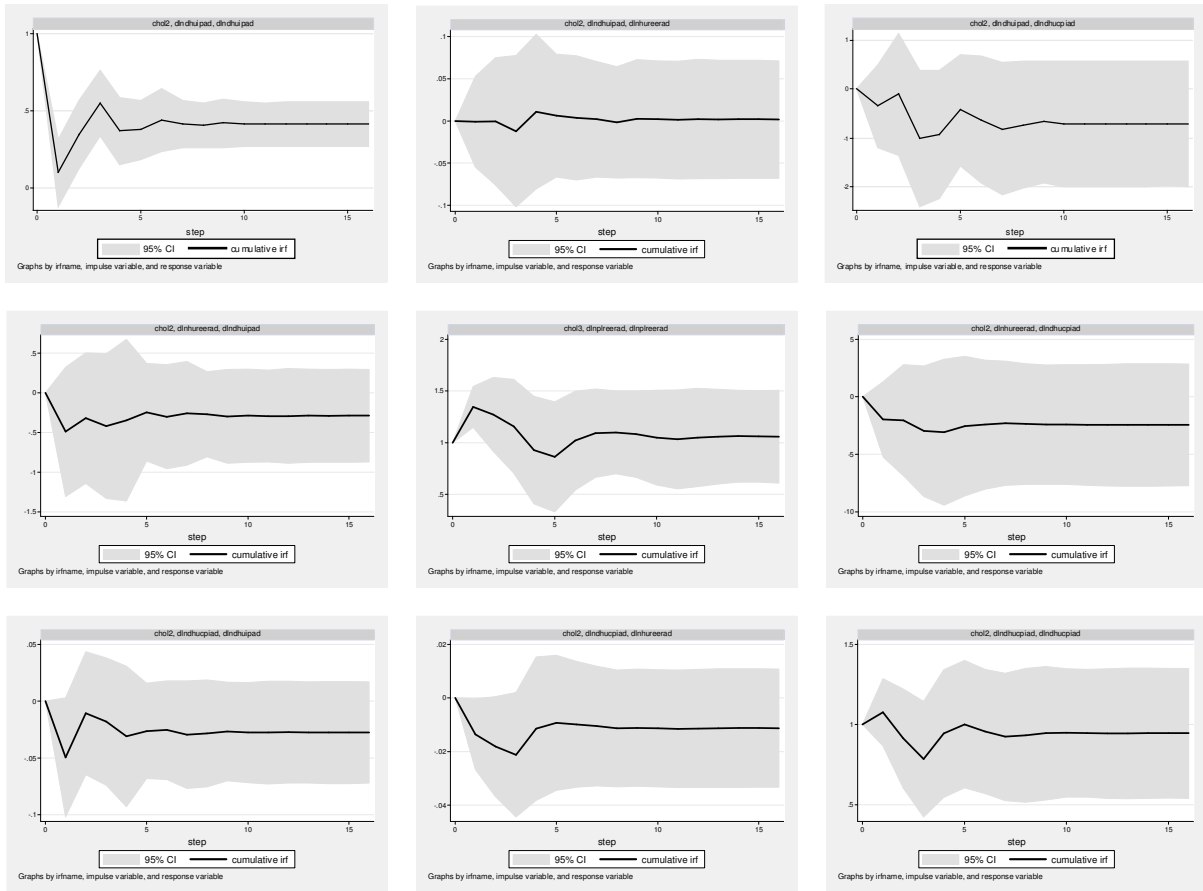 chol2, dlndhuipad, dlndhuipad
1
.5
0
0 5 10 15
step
95% CI cumulative irf
Graphs by irfname, impulse variable, and response variable
chol2, dlndhuipad, dlnhureerad
.1
.05
0
-.05
-.1
0 5 10 15
step
95% CI cumulative irf
Graphs by irfname, impulse variable, and response variable
chol2, dlndhuipad, dlndhucpiad
1
0
-1
-2
0 5 10 15
step
95% CI cumulative irf
Graphs by irfname, impulse variable, and response variable
chol2, dlnhureerad, dlndhuipad
.5
0
-.5
-1
-1.5
0 5 10 15
step
95% CI cumulative irf
Graphs by irfname, impulse variable, and response variable
chol3, dlnplreerad, dlnplreerad
2
1.5
1
.5
0 5 10 15
step
95% CI cumulative irf
Graphs by irfname, impulse variable, and response variable
chol2, dlnhureerad, dlndhucpiad
5
0
-5
-10
0 5 10 15
step
95% CI cumulative irf
Graphs by irfname, impulse variable, and response variable
chol2, dlndhucpiad, dlndhuipad
.05
0
-.05
-.1
0 5 10 15
step
95% CI cumulative irf
Graphs by irfname, impulse variable, and response variable
chol2, dlndhucpiad, dlnhureerad
.02
0
-.02
-.04
0 5 10 15
step
95% CI cumulative irf
Graphs by irfname, impulse variable, and response variable
chol2, dlndhucpiad, dlndhucpiad
1.5
1
.5
0 5 10 15
step
95% CI cumulative irf
Graphs by irfname, impulse variable, and response variable